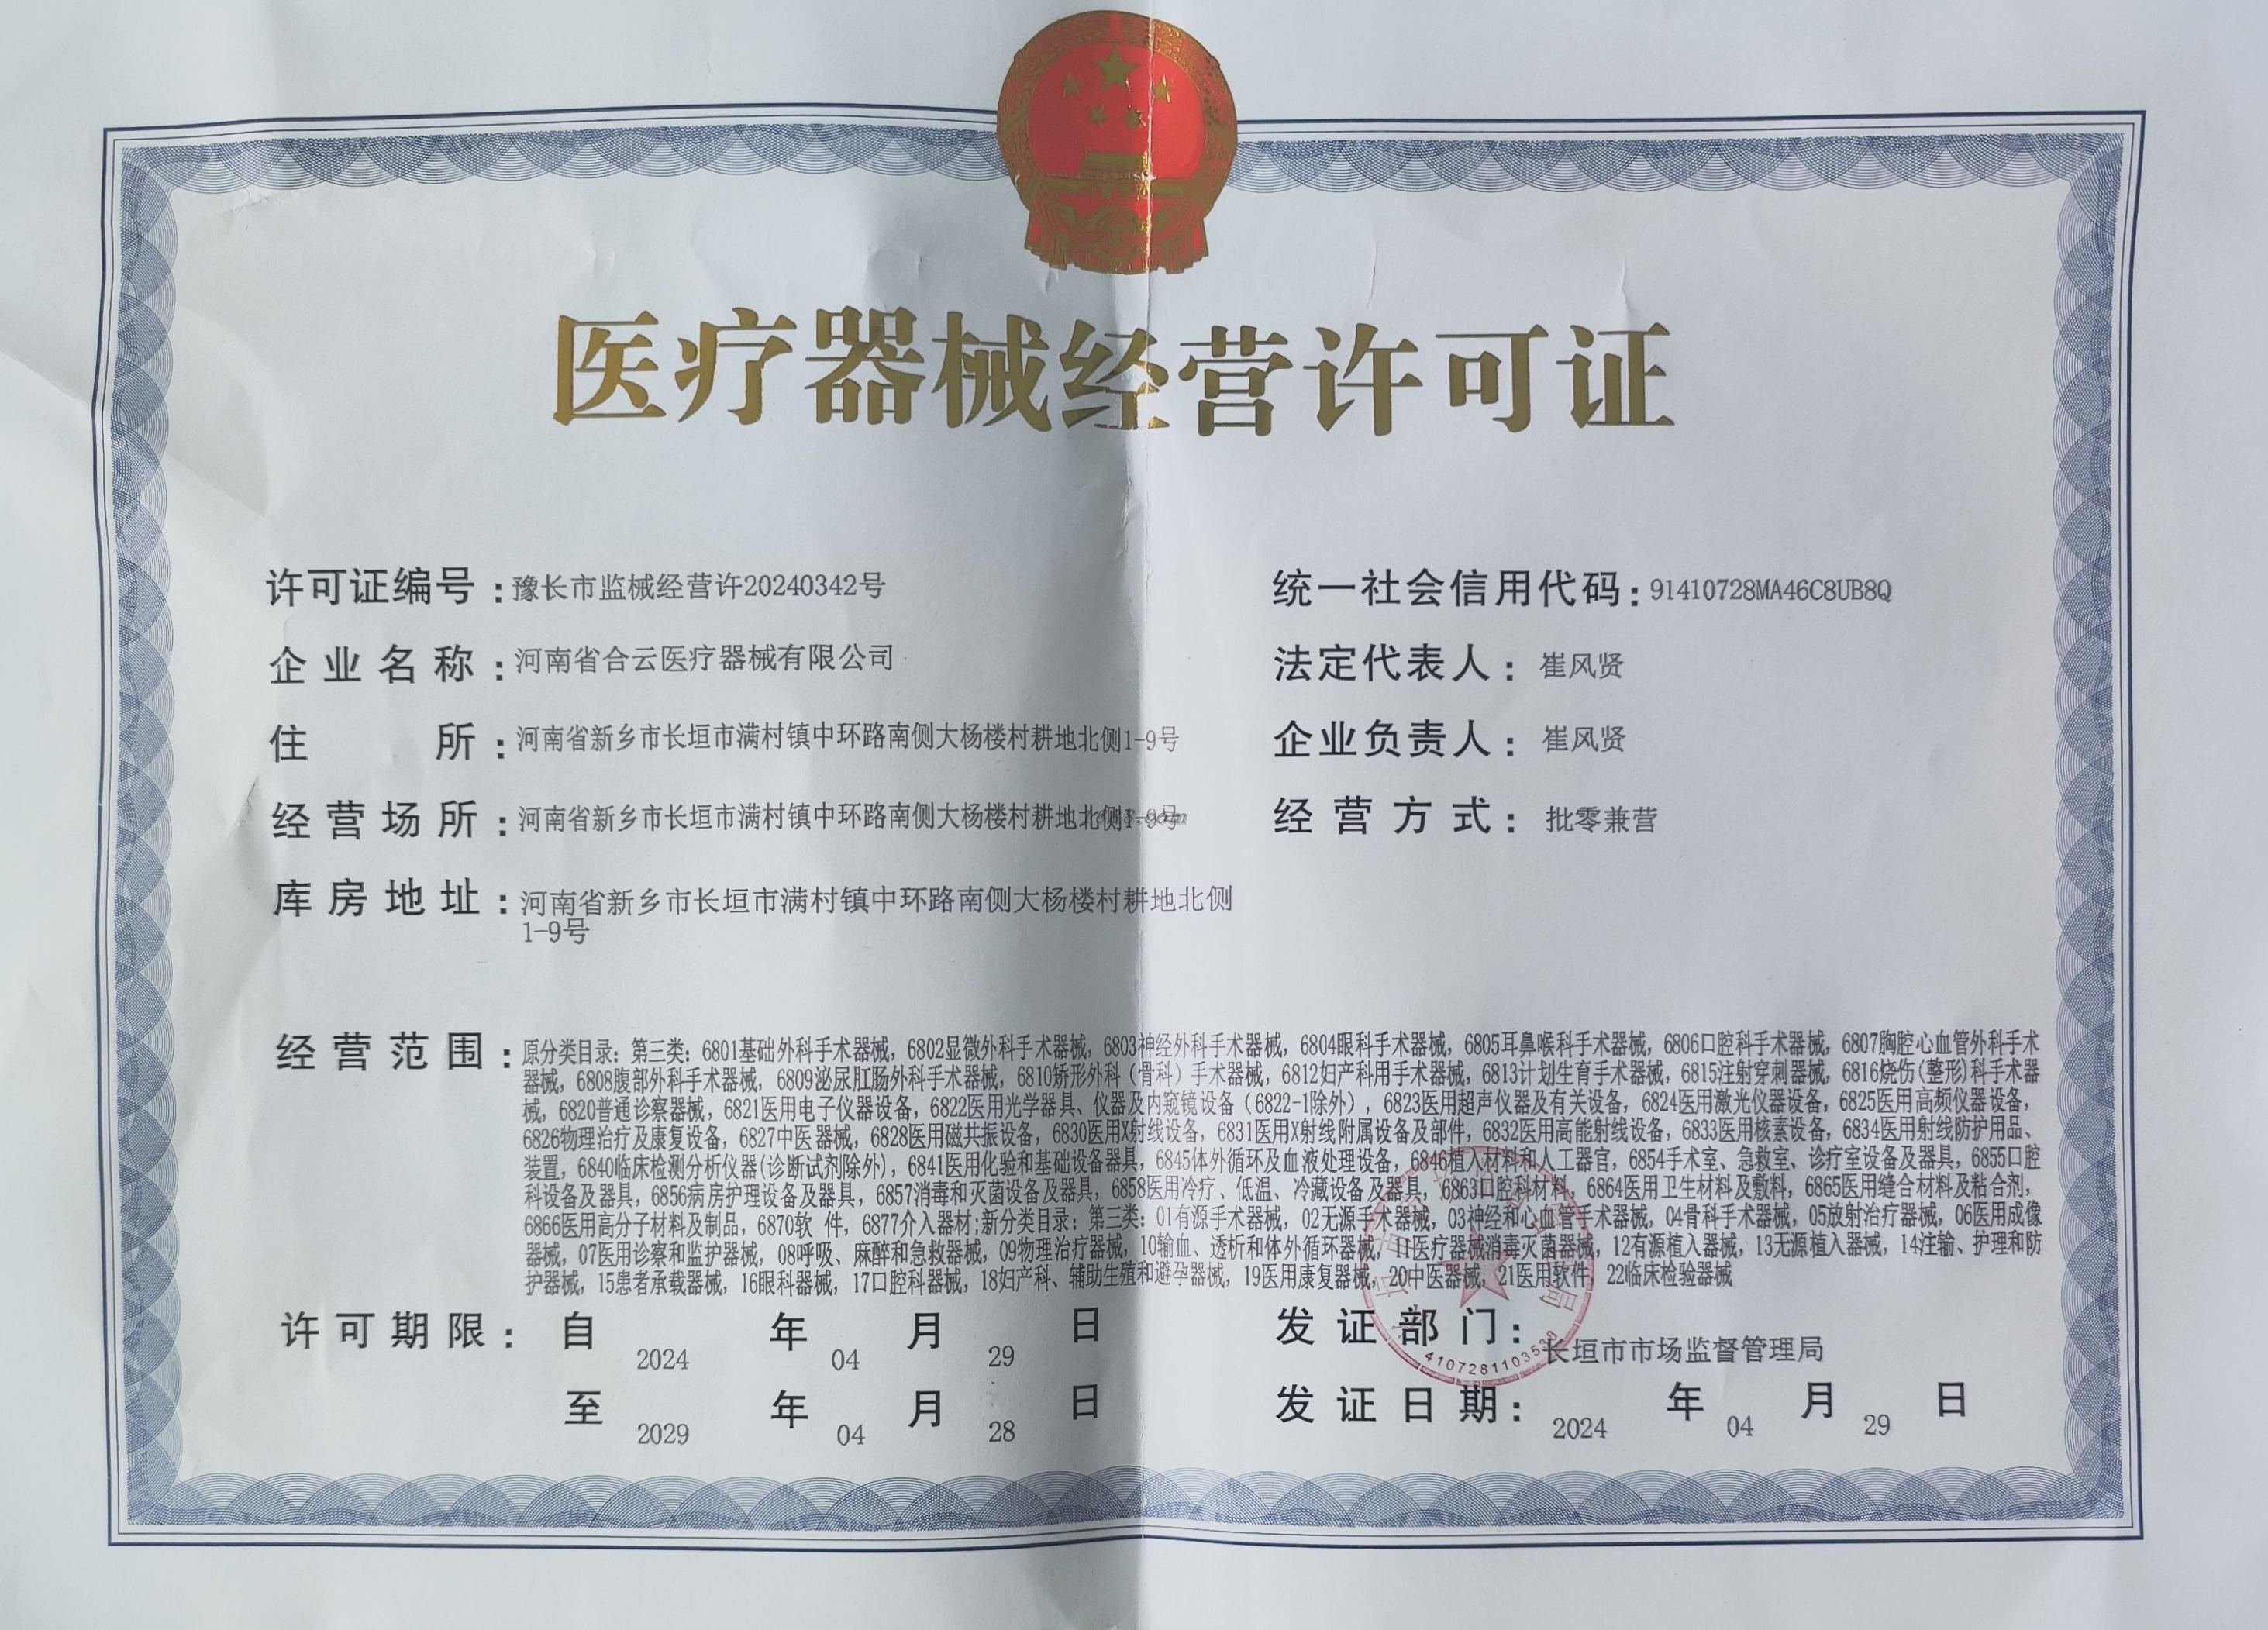 医疗器械经营许可证
许可证编号：豫长市监械经营许20240342号
统一社会信用代码：91410728MA46C8UB8Q
企业名称：河南省合云医疗器械有限公司
法定代表人：崔风贤
住所：河南省新乡市长垣市满村镇中环路南侧大杨楼村耕地北侧1-9号
企业负责人：崔风贤
经营场所：河南省新乡市长垣市满村镇中环路南侧大杨楼村耕地北侧1-9号
经营方式：批零兼营
库房地址：河南省新乡市长垣市满村镇中环路南侧大杨楼村耕地北侧
1-9号
经营范围：原分类目录：第三类：6801基础外科手术器械，6802显微外科手术器械，6803神经外科手术器械，6804眼科手术器械，6805耳鼻喉科手术器械，6806口腔科手术器械，6807胸腔心血管外科手术
器械，6808腹部外科手术器械，6809泌尿肛肠外科手术器械，6810矫形外科（骨科）手术器械，6812妇产科用手术器械，6813计划生育手术器械，6815注射穿刺器械，6816烧伤(整形)科手术器
械，6820普通诊察器械，6821医用电子仪器设备，6822医用光学器具、仪器及内窥镜设备（6822-1除外）,6823医用超声仪器及有关设备，6824医用激光仪器设备，6825医用高频仪器设备，
6826物理治疗及康复设备，6827中医器械，6828医用磁共振设备，6830医用X射线设备，6831医用X射线附属设备及部件，6832医用高能射线设备，6833医用核素设备，6834医用射线防护用品、
装置，6840临床检测分析仪器(诊断试剂除外)，6841医用化验和基础设备器具，6845体外循环及血液处理设备，6846植入材料和人工器官，6854手术室、急救室、诊疗室设备及器具，6855口腔
科设备及器具，6856病房护理设备及器具，6857消毒和灭菌设备及器具，6858医用冷疗、低温、冷藏设备及器具，6863口腔科材料，6864医用卫生材料及敷料，6865医用缝合材料及粘合剂，
6866医用高分子材料及制品，6870软 件，6877介入器材;新分类目录：第三类：01有源手术器械，02无源手术器械，03神经和心血管手术器械，04骨科手术器械，05放射治疗器械，06医用成像
器械，07医用诊察和监护器械，08呼吸、麻醉和急救器械，09物理治疗器械，10输血、透析和体外循环器械，11医疗器械消毒灭菌器械，12有源植入器械，13无源植入器械，14注输、护理和防
护器械，15患者承载器械，16眼科器械，17口腔科器械，18妇产科、辅助生殖和避孕器械，19医用康复器械，20中医器械，21医用软件，22临床检验器械
许可期限：自2024年04月29日
发证部门：长垣市市场监督管理局
至2029年04月28日
发证日期：2024年04月29日